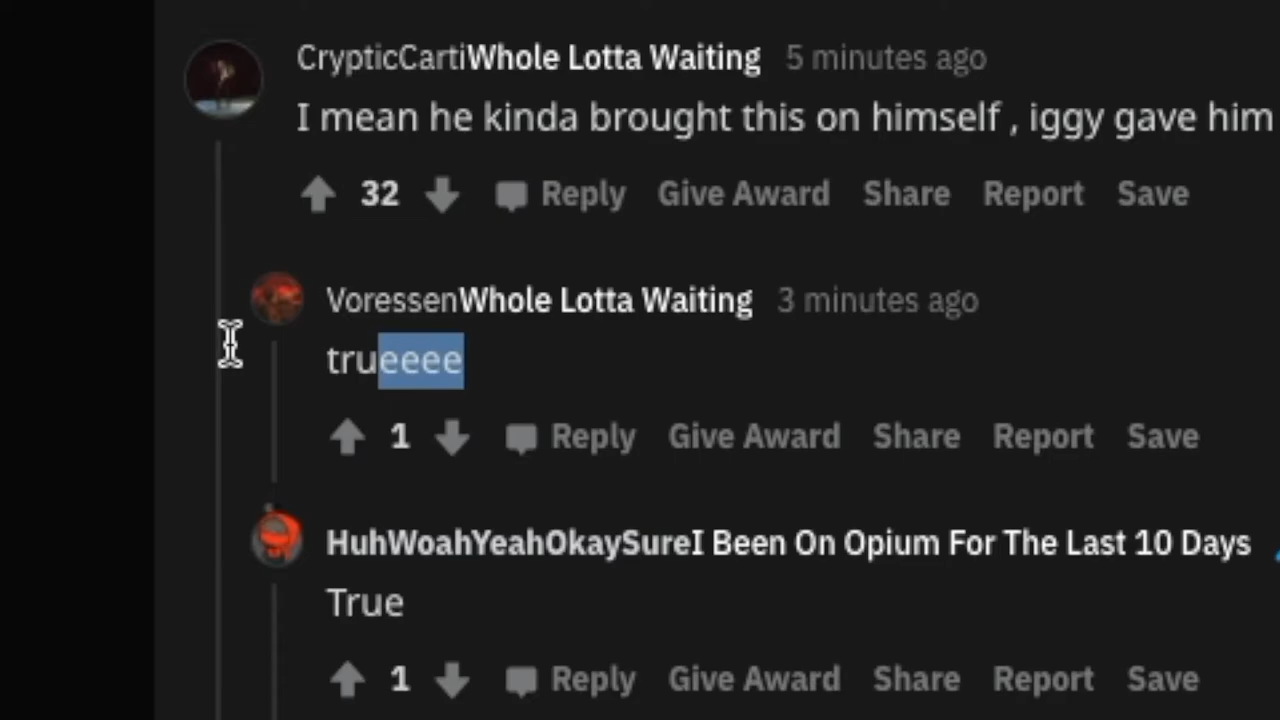 CrypticCartiWhole Lotta Waiting 5 minutes ago
I mean he kinda brought this on himself , iggy gave him
32 Reply Give Award Share Report Save
VoressenWhole Lotta Waiting 3 minutes ago
trueeeee
1 Reply Give Award Share Report Save
HuhWoahYeahOkaySureI Been On Opium For The Last 10 Days
True
1 Reply Give Award Share Report Save